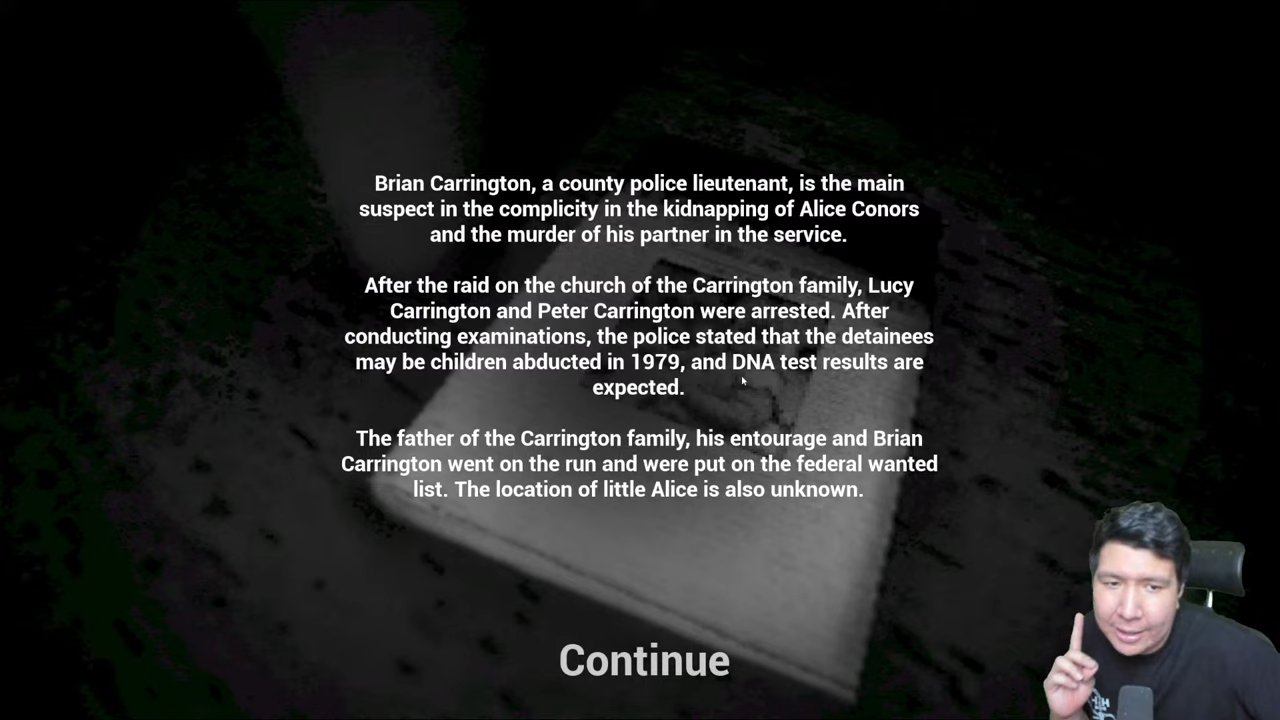 Brian Carrington, a county police lieutenant, is the main
suspect in the complicity in the kidnapping of Alice Conors
and the murder of his partner in the service.
After the raid on the church of the Carrington family, Lucy
Carrington and Peter Carrington were arrested. After
conducting examinations, the police stated that the detainees
may be children abducted in 1979, and DNA test results are
expected.
The father of the Carrington family, his entourage and Brian
Carrington went on the run and were put on the federal wanted
list. The location of little Alice is also unknown.
Continue